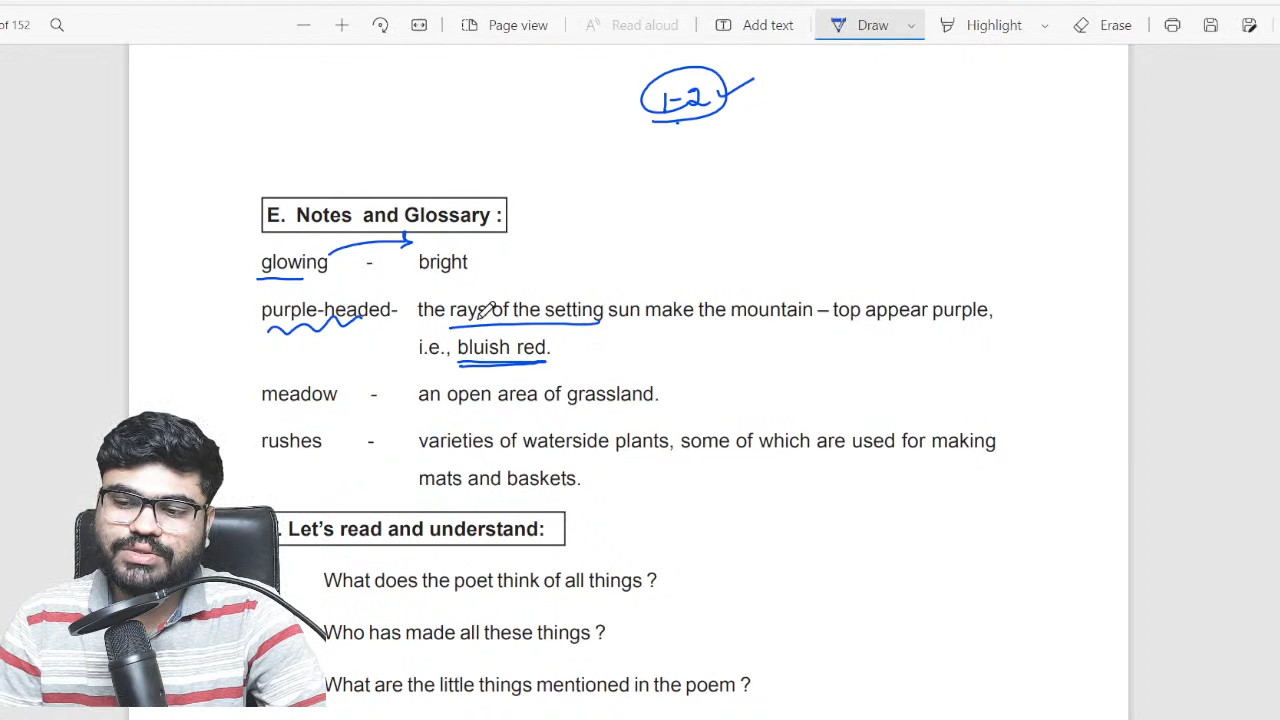 of 152
Page view
Read aloud
Add text
Draw
Highlight
Erase
1-2
E. Notes and Glossary :
glowing - bright
purple-headed- the rays of the setting sun make the mountain – top appear purple,
i.e., bluish red.
meadow - an open area of grassland.
rushes - varieties of waterside plants, some of which are used for making
mats and baskets.
. Let's read and understand:
What does the poet think of all things ?
Who has made all these things ?
What are the little things mentioned in the poem ?